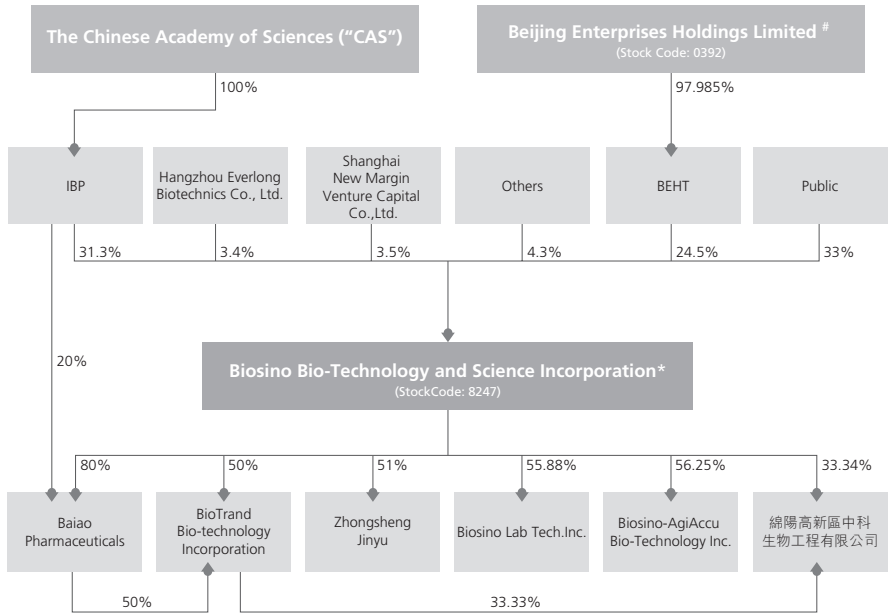 The Chinese Academy of Sciences (“CAS”)
Beijing Enterprises Holdings Limited #
(Stock Code: 0392)
100%
97.985%
IBP
Hangzhou Everlong
Biotechnics Co., Ltd.
Shanghai
New Margin
Venture Capital
Co.,Ltd.
Others
BEHT
Public
31.3%
3.4%
3.5%
4.3%
24.5%
33%
20%
Biosino Bio-Technology and Science Incorporation*
(StockCode: 8247)
80%
50%
51%
55.88%
56.25%
33.34%
Baiao
Pharmaceuticals
BioTrand
Bio-technology
Incorporation
Zhongsheng
Jinyu
Biosino Lab Tech.Inc.
Biosino-AgiAccu
Bio-Technology Inc.
綿陽高新區中科
生物工程有限公司
50%
33.33%